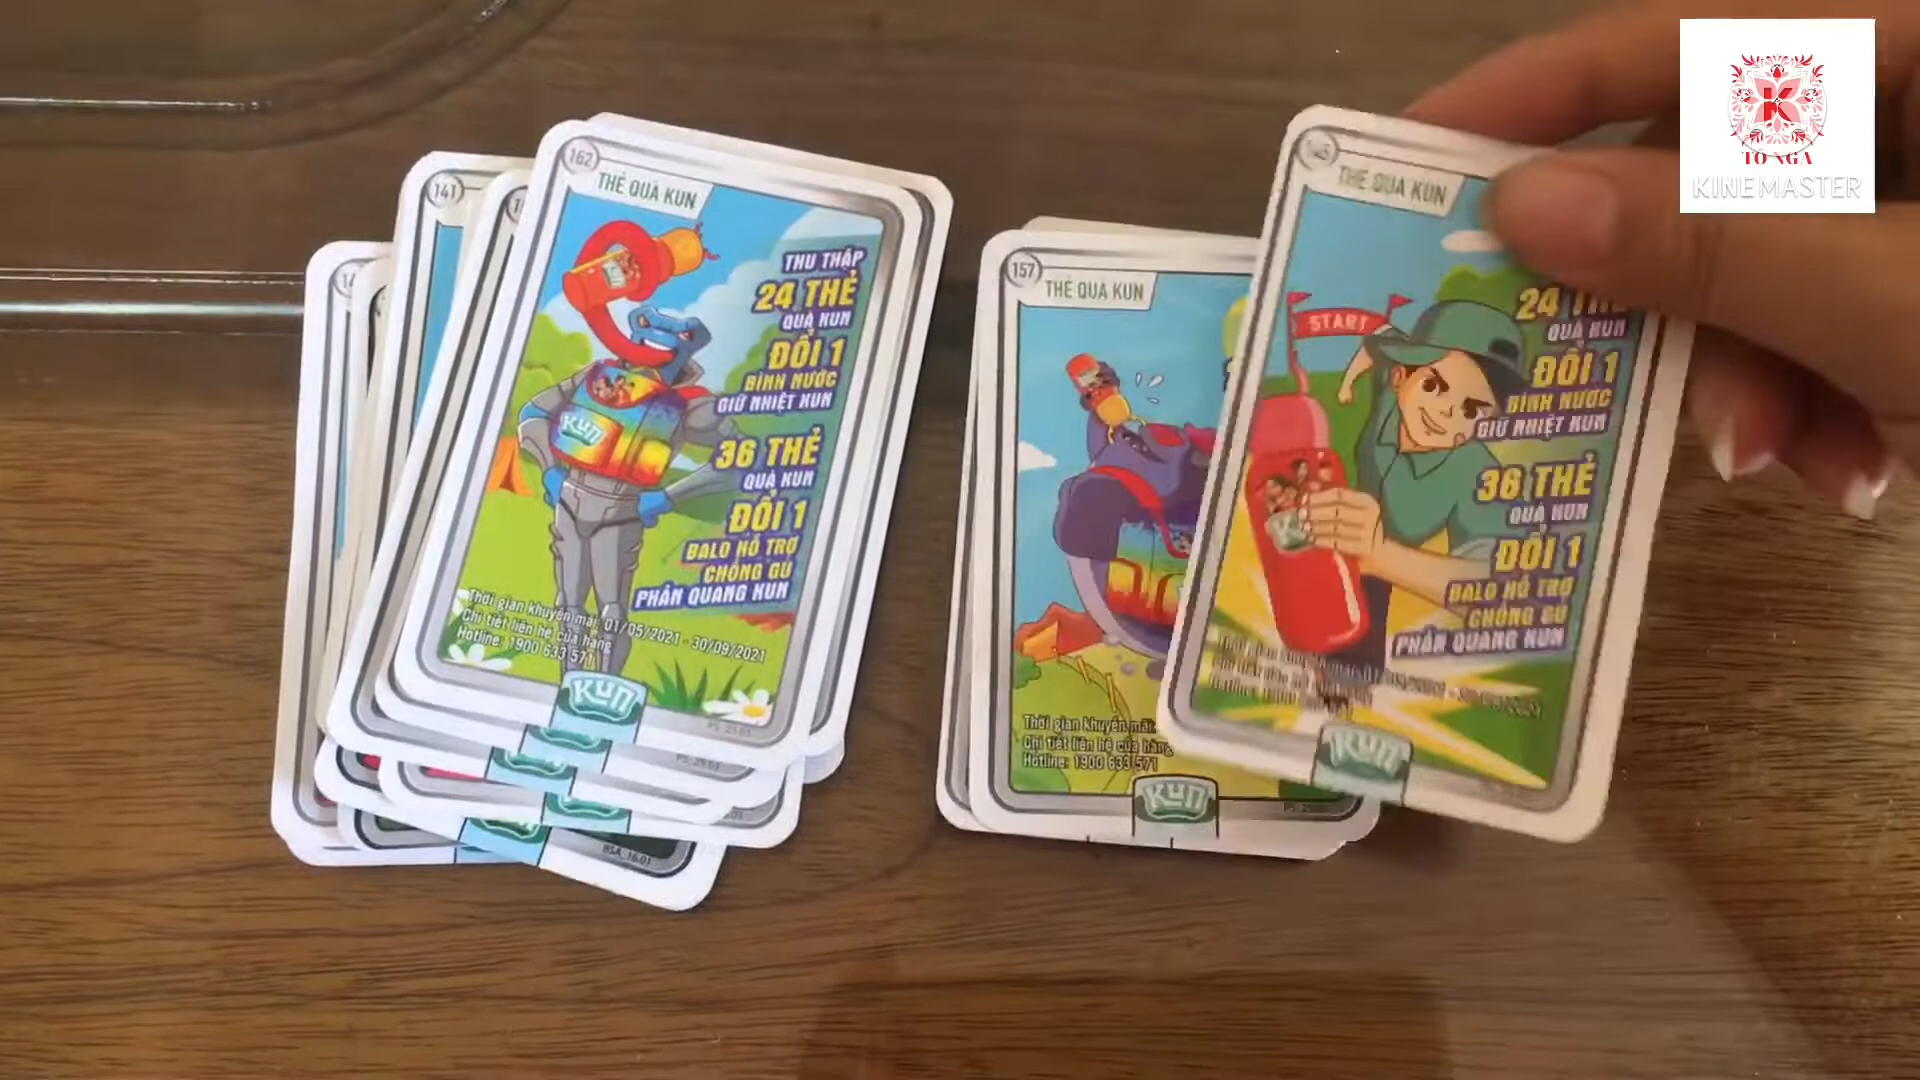 TỐ NGA
KINEMASTER
162
THẺ QUÀ KUN
THU THẬP
24 THẺ
QUÀ KUN
ĐỔI 1
BÌNH NƯỚC
GIỮ NHIỆT KUN
36 THẺ
QUÀ KUN
ĐỔI 1
BALO HỖ TRỢ
CHỐNG GÙ
PHẢN QUANG KUN
Thời gian khuyến mãi: 01/05/2021 - 30/09/2021
Chi tiết liên hệ cửa hàng
Hotline: 1900 633 571
KUN
KUN
141
157
THẺ QUÀ KUN
Thời gian khuyến mãi:
Chi tiết liên hệ cửa hàng
Hotline: 1900 633 571
KUN
THẺ QUÀ KUN
START
24 THẺ
QUÀ KUN
ĐỔI 1
BÌNH NƯỚC
GIỮ NHIỆT KUN
36 THẺ
QUÀ KUN
ĐỔI 1
BALO HỖ TRỢ
CHỐNG GÙ
PHẢN QUANG KUN
KUN